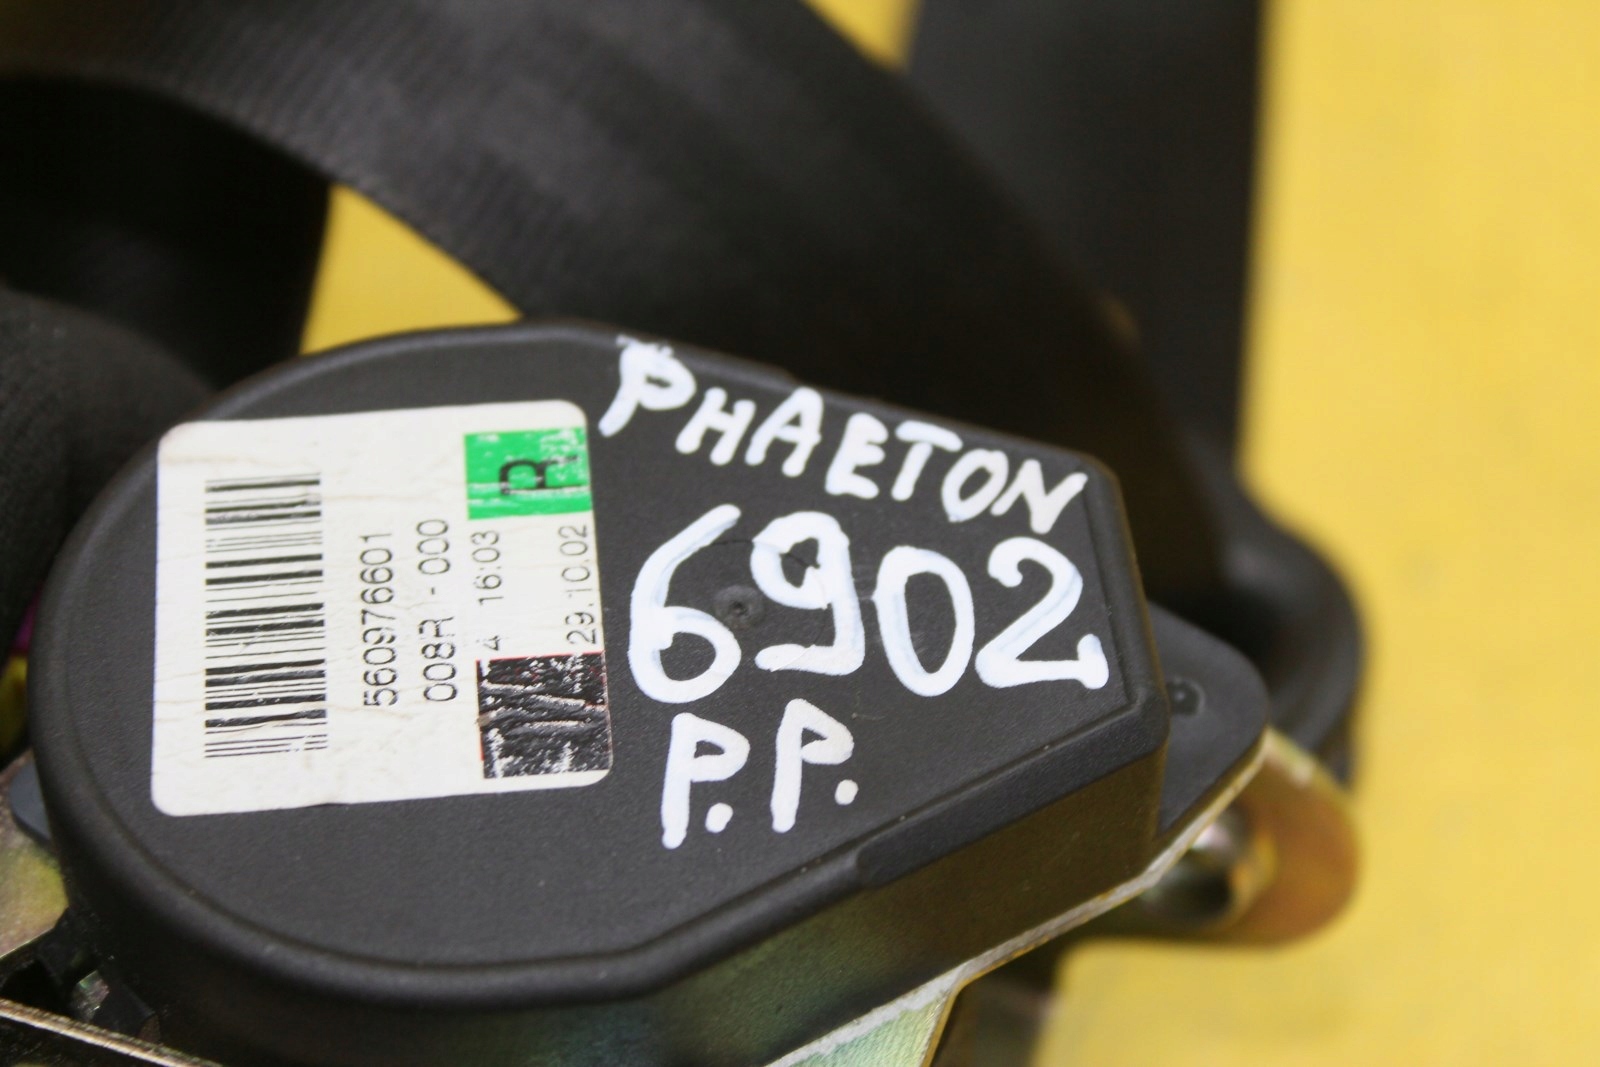 PHAETON
6902
P.P.
560976601
008R - 000
4 16:03
29.10.02
R